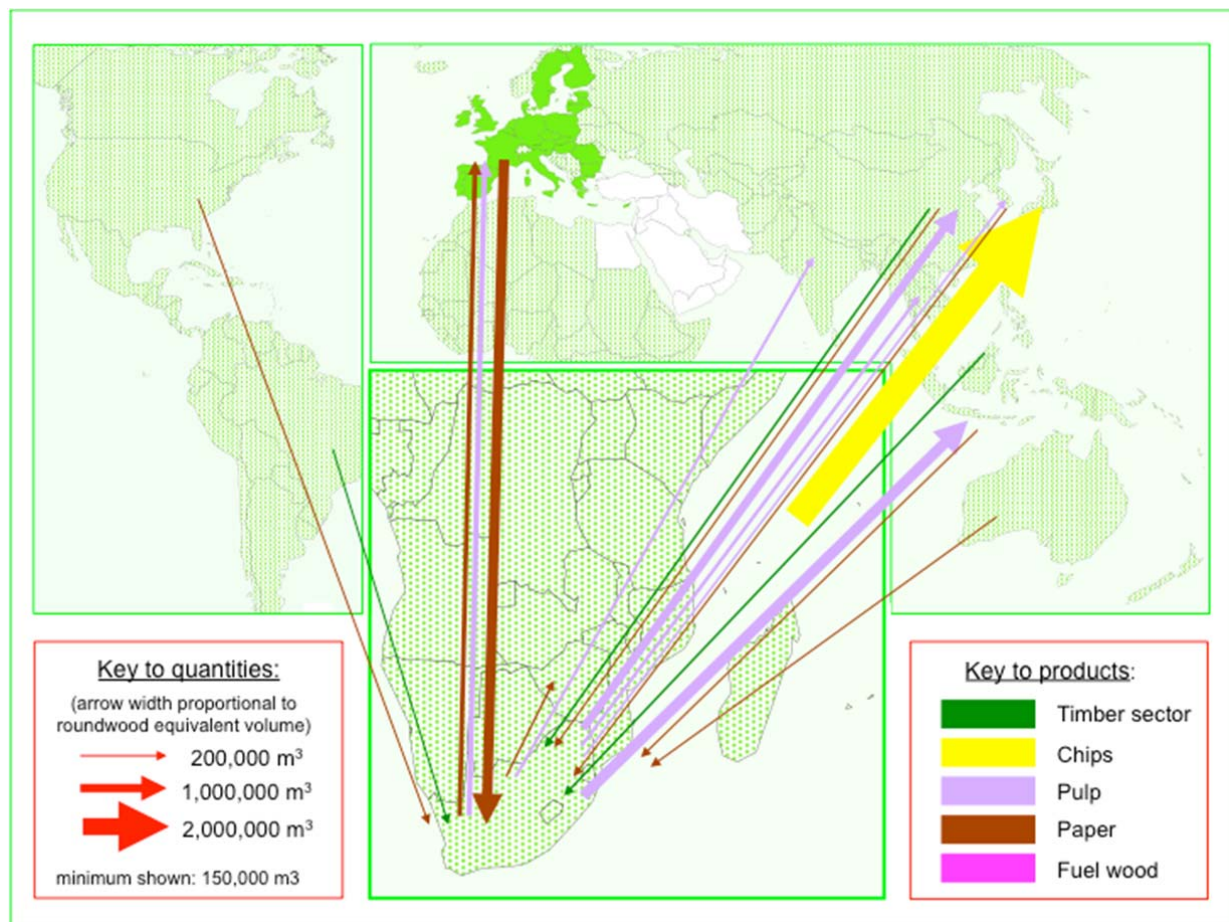 Key to quantities:
(arrow width proportional to
roundwood equivalent volume)
200,000 m³
1,000,000 m³
2,000,000 m³
minimum shown: 150,000 m3
Key to products:
Timber sector
Chips
Pulp
Paper
Fuel wood